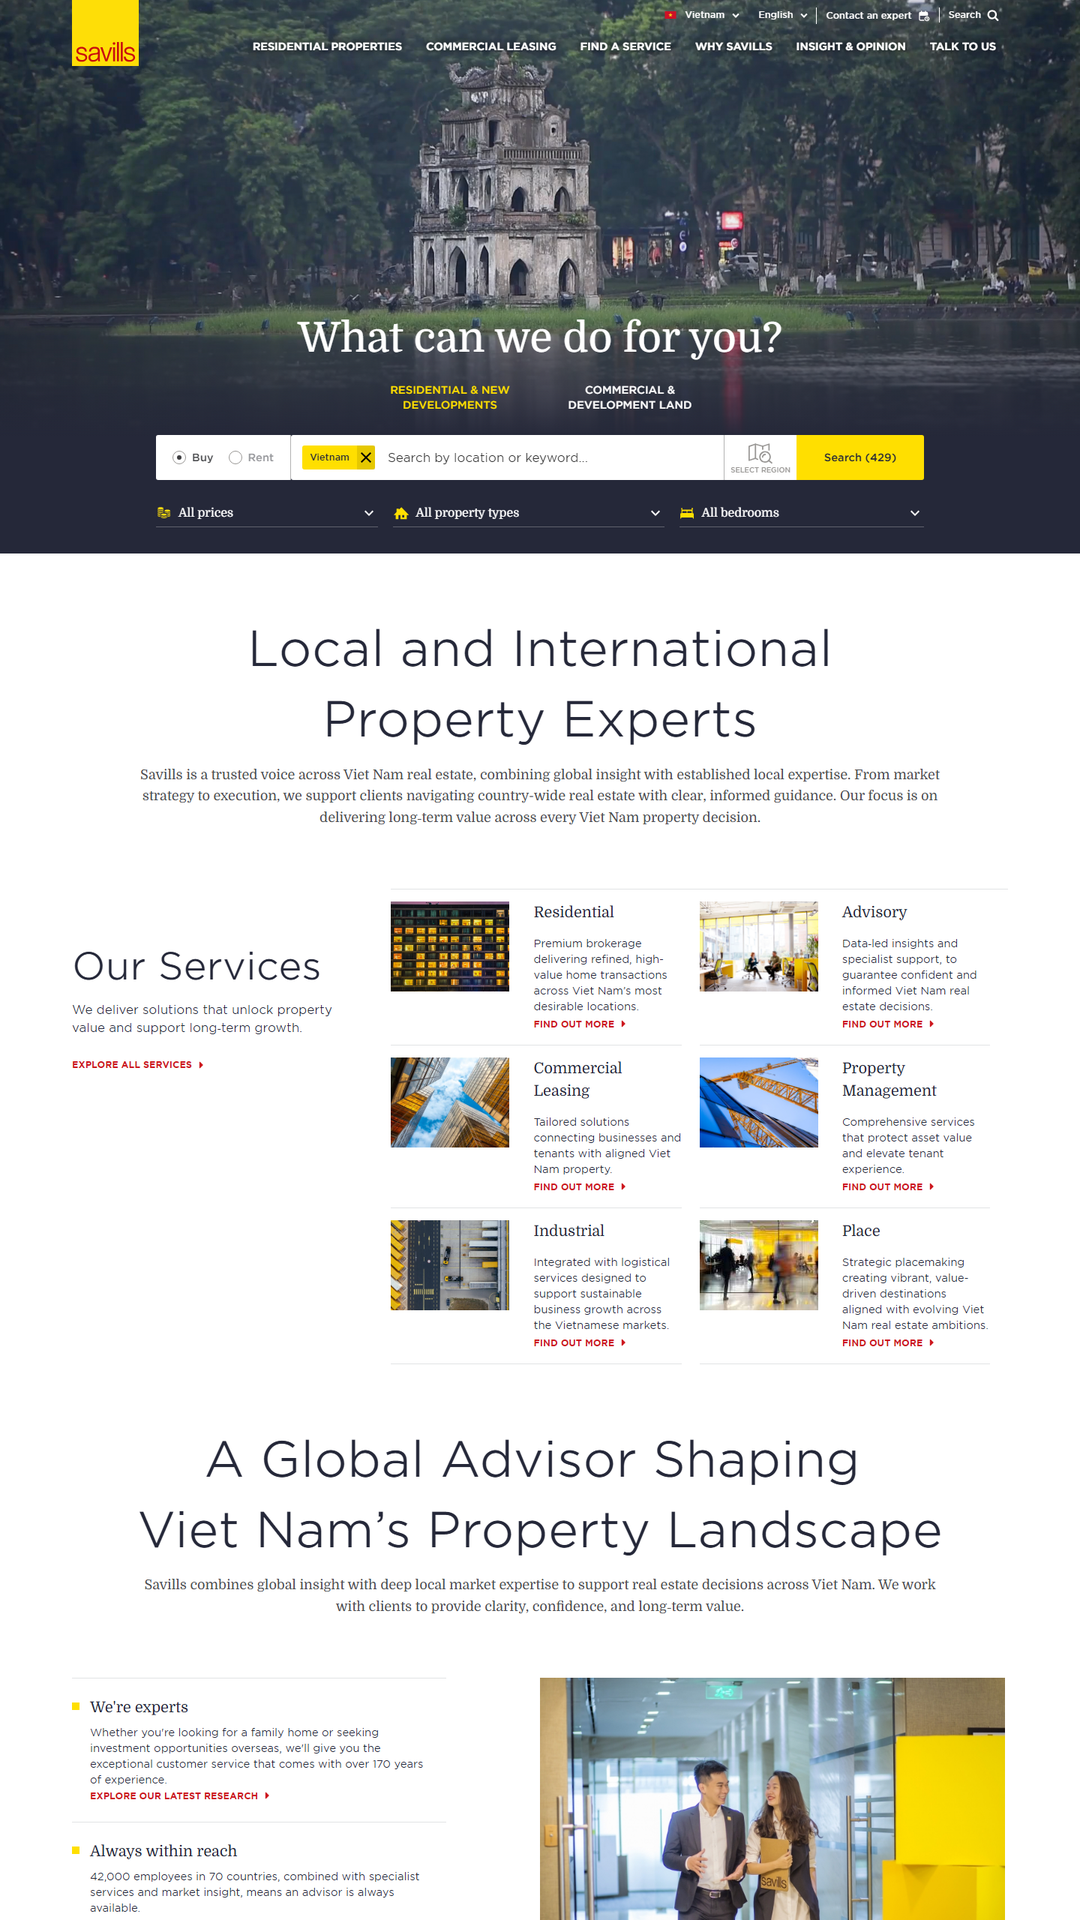 Vietnam
English
Contact an expert
Search
savills
RESIDENTIAL PROPERTIES
COMMERCIAL LEASING
FIND A SERVICE
WHY SAVILLS
INSIGHT & OPINION
TALK TO US
What can we do for you?
RESIDENTIAL & NEW
DEVELOPMENTS
COMMERCIAL &
DEVELOPMENT LAND
Buy
Rent
Vietnam
Search by location or keyword...
SELECT REGION
Search (429)
All prices
All property types
All bedrooms
Local and International
Property Experts
Savills is a trusted voice across Viet Nam real estate, combining global insight with established local expertise. From market
strategy to execution, we support clients navigating country-wide real estate with clear, informed guidance. Our focus is on
delivering long-term value across every Viet Nam property decision.
Our Services
We deliver solutions that unlock property
value and support long-term growth.
EXPLORE ALL SERVICES
Residential
Premium brokerage
delivering refined, high-
value home transactions
across Viet Nam's most
desirable locations.
FIND OUT MORE
Advisory
Data-led insights and
specialist support, to
guarantee confident and
informed Viet Nam real
estate decisions.
FIND OUT MORE
Commercial
Leasing
Tailored solutions
connecting businesses and
tenants with aligned Viet
Nam property.
FIND OUT MORE
Property
Management
Comprehensive services
that protect asset value
and elevate tenant
experience.
FIND OUT MORE
Industrial
Integrated with logistical
services designed to
support sustainable
business growth across
the Vietnamese markets.
FIND OUT MORE
Place
Strategic placemaking
creating vibrant, value-
driven destinations
aligned with evolving Viet
Nam real estate ambitions.
FIND OUT MORE
A Global Advisor Shaping
Viet Nam’s Property Landscape
Savills combines global insight with deep local market expertise to support real estate decisions across Viet Nam. We work
with clients to provide clarity, confidence, and long-term value.
We're experts
Whether you're looking for a family home or seeking
investment opportunities overseas, we'll give you the
exceptional customer service that comes with over 170 years
of experience.
EXPLORE OUR LATEST RESEARCH
Always within reach
42,000 employees in 70 countries, combined with specialist
services and market insight, means an advisor is always
available.
savills